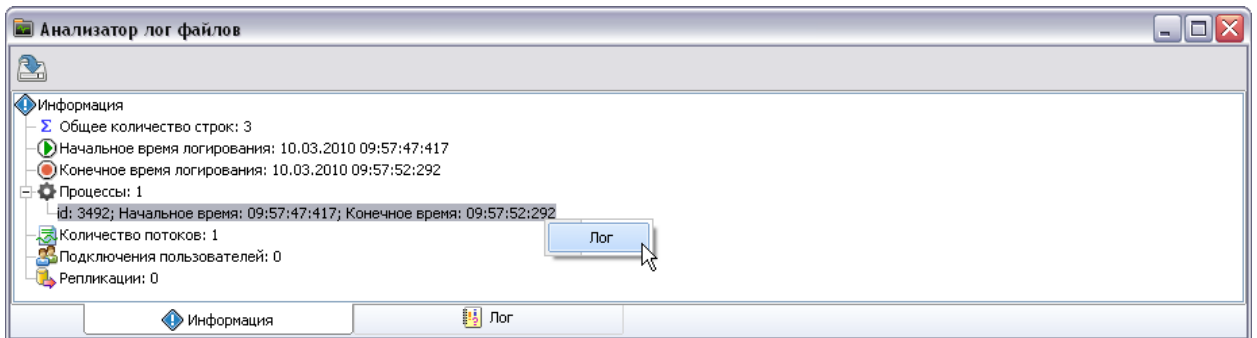 Анализатор лог файлов
Информация
Σ Общее количество строк: 3
Начальное время логирования: 10.03.2010 09:57:47:417
Конечное время логирования: 10.03.2010 09:57:52:292
Процессы: 1
id: 3492; Начальное время: 09:57:47:417; Конечное время: 09:57:52:292
Количество потоков: 1
Лог
Подключения пользователей: 0
Репликации: 0
Информация
Лог